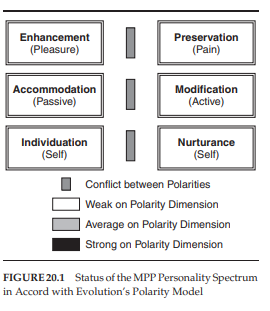 Enhancement Preservation
(Pleasure) (Pain)
Accommodation Modification
(Passive) (Active)
Individuation Nurturance
(Self) (Self)
Conflict between Polarities
Weak on Polarity Dimension
Average on Polarity Dimension
Strong on Polarity Dimension
FIGURE 20.1 Status of the MPP Personality Spectrum
in Accord with Evolution's Polarity Model